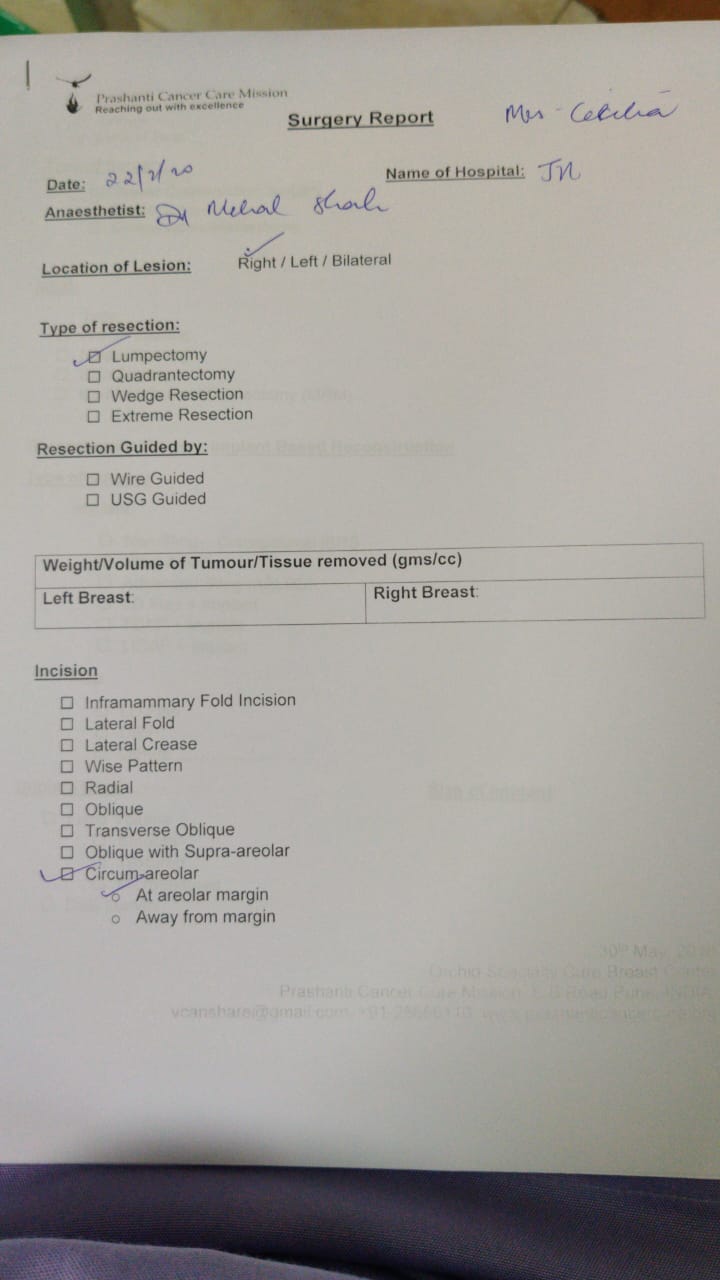 Prashanti Cancer Care Mission
Reaching out with excellence
Surgery Report
Mrs - Cecilia
Date: 22/2/20
Name of Hospital: JN
Anaesthetist: Dr Mehal Shah
Location of Lesion: Right / Left / Bilateral
Type of resection:
☐ Lumpectomy
☐ Quadrantectomy
☐ Wedge Resection
☐ Extreme Resection
Resection Guided by:
☐ Wire Guided
☐ USG Guided
Weight/Volume of Tumour/Tissue removed (gms/cc)
Left Breast: Right Breast:
Incision
☐ Inframammary Fold Incision
☐ Lateral Fold
☐ Lateral Crease
☐ Wise Pattern
☐ Radial
☐ Oblique
☐ Transverse Oblique
☐ Oblique with Supra-areolar
☐ Circum-areolar
o At areolar margin
o Away from margin